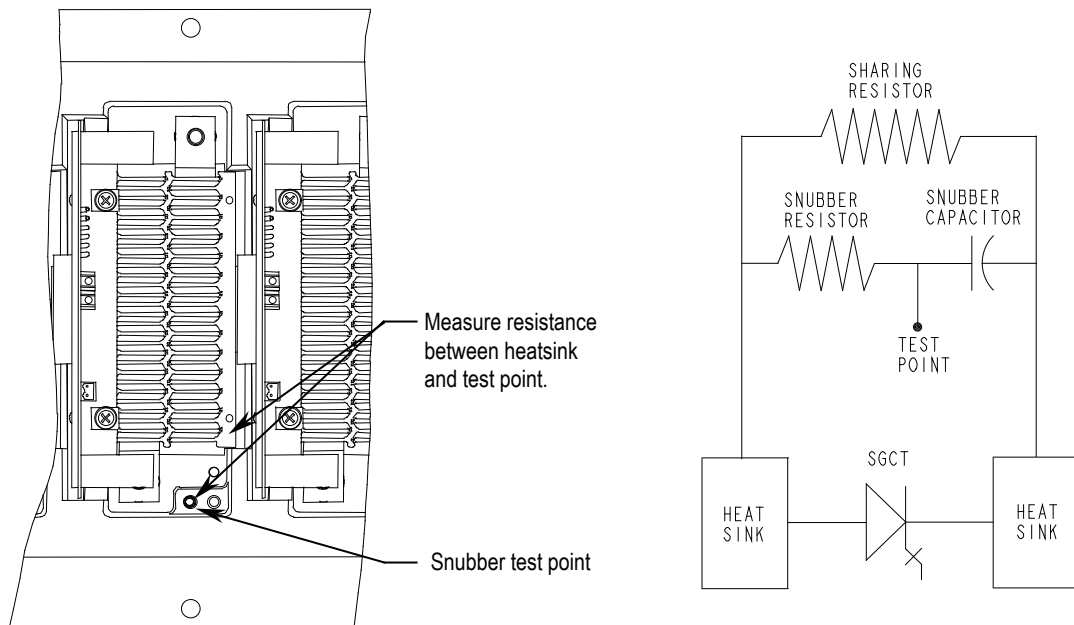 Measure resistance
between heatsink
and test point.
Snubber test point
SHARING
RESISTOR
SNUBBER
RESISTOR
SNUBBER
CAPACITOR
TEST
POINT
SGCT
HEAT
SINK
HEAT
SINK